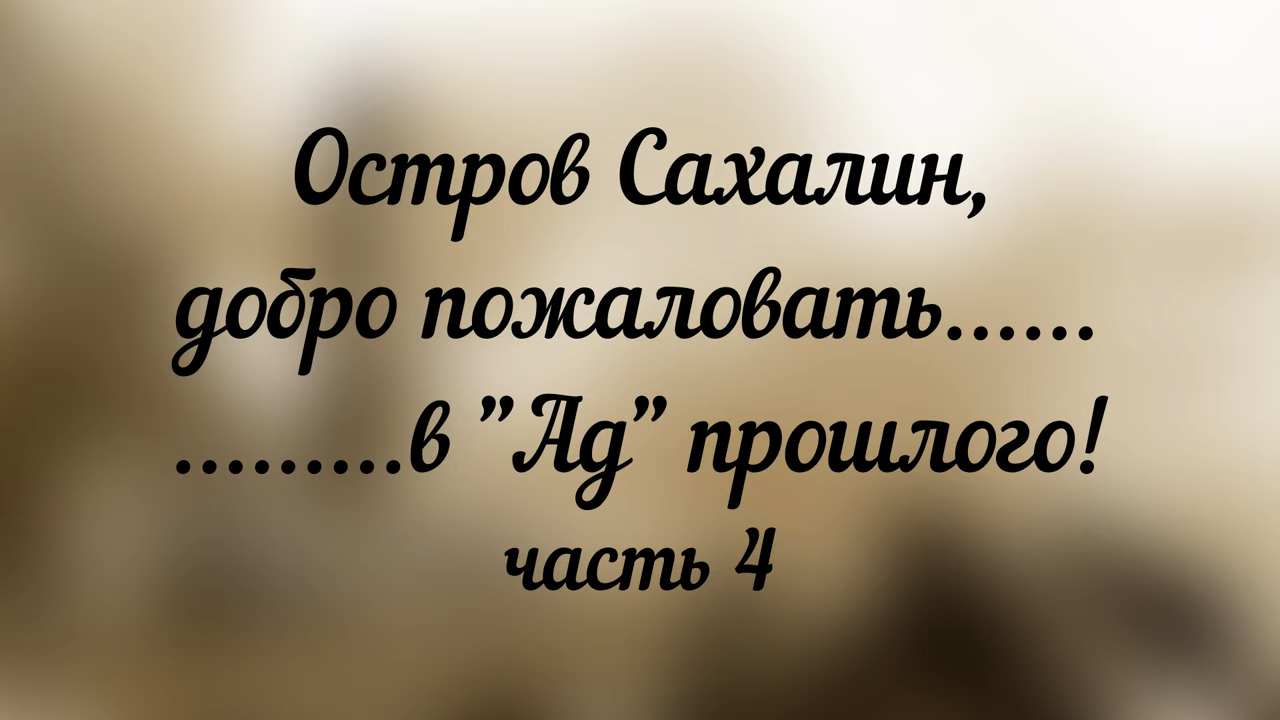 Остров Сахалин,
добро пожаловать......
.........в "Ад" прошлого!
часть 4